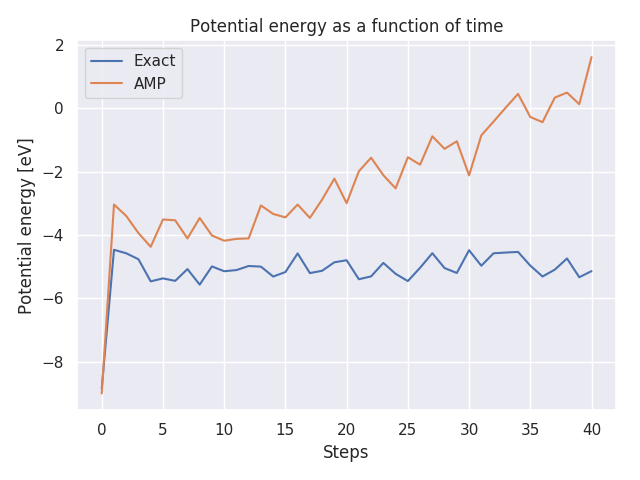 Potential energy as a function of time
Exact
AMP
Potential energy [eV]
2
0
−2
−4
−6
−8
0 5 10 15 20 25 30 35 40
Steps